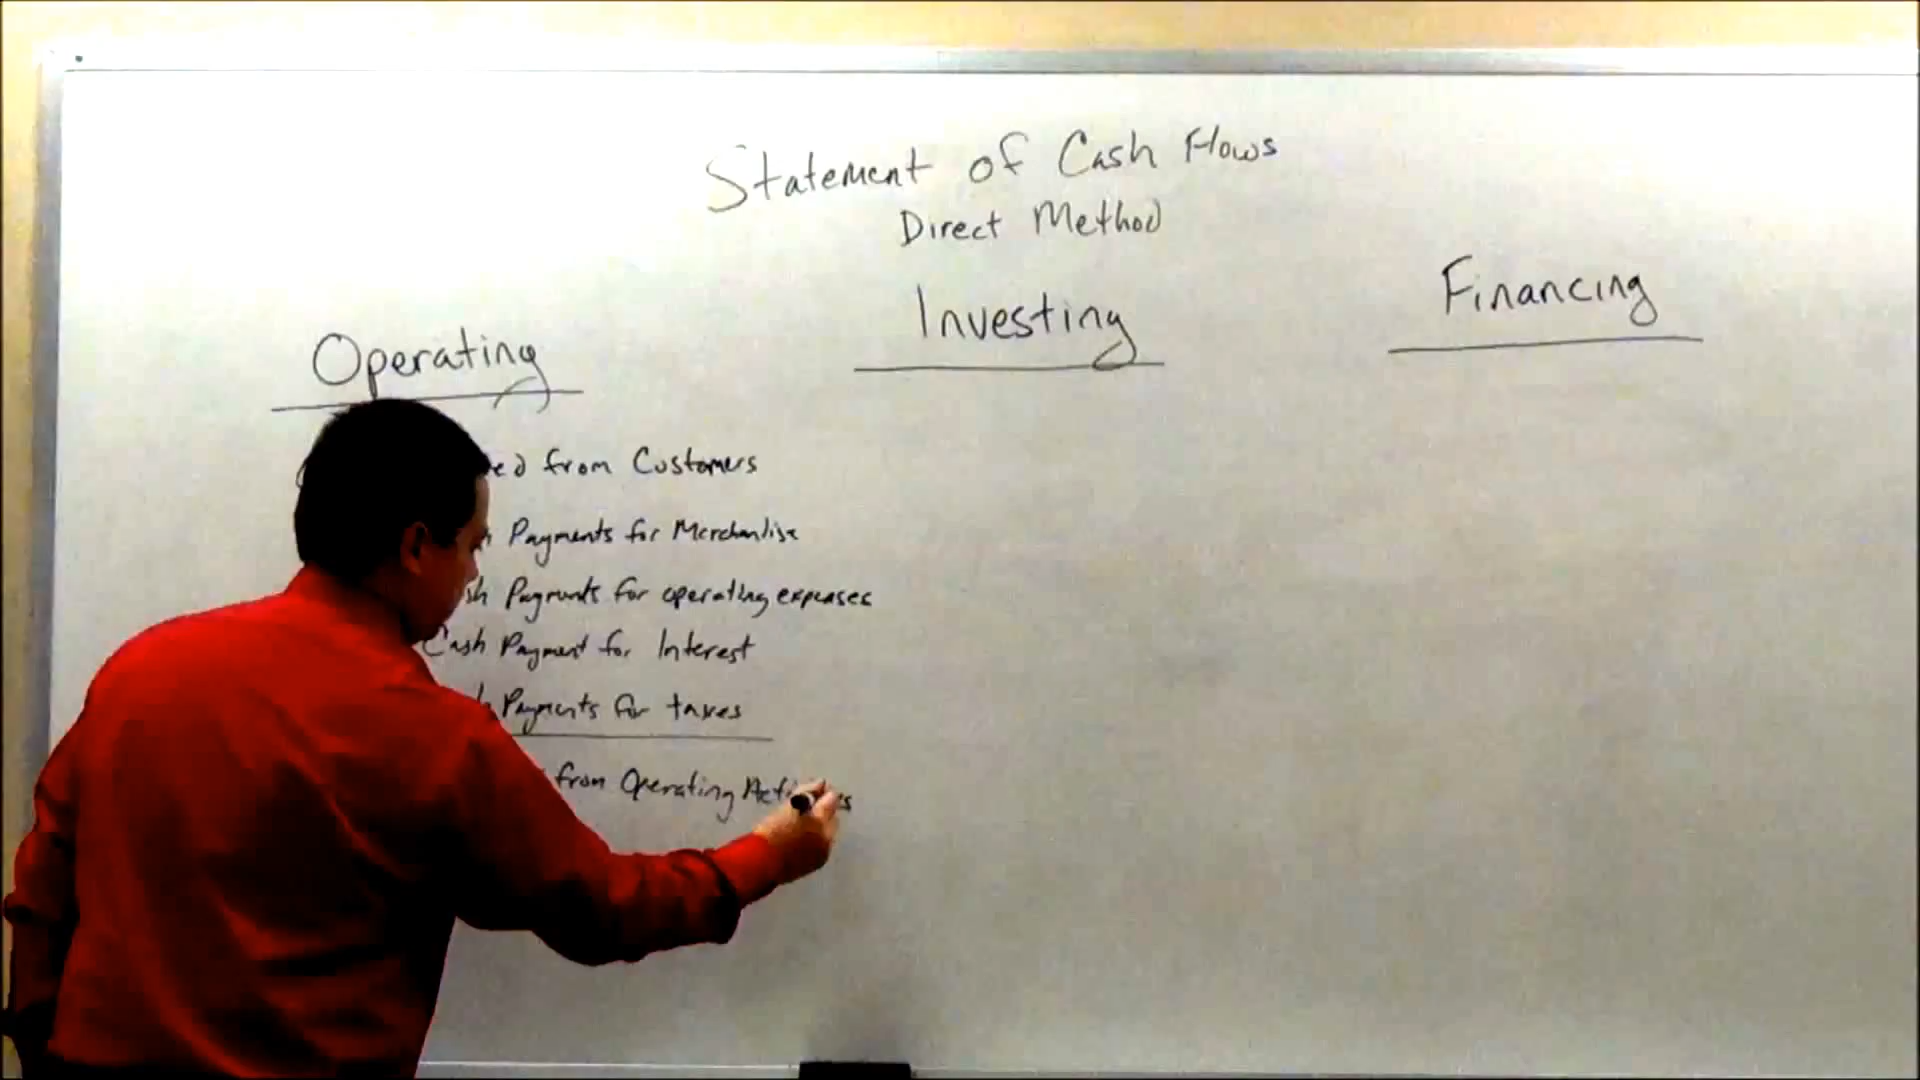 Statement of Cash Flows
Direct Method
Operating
Investing
Financing
from Customers
Payments for Merchandise
Payments for operating expenses
Cash Payment for Interest
Payments for taxes
from Operating